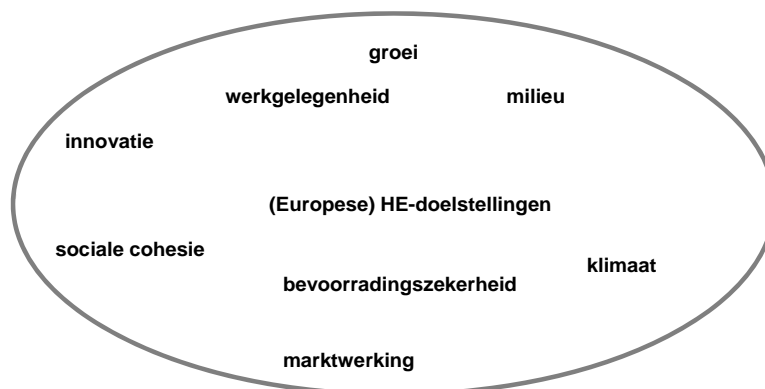 groei
werkgelegenheid
milieu
innovatie
(Europese) HE-doelstellingen
sociale cohesie
klimaat
bevoorradingszekerheid
marktwerking